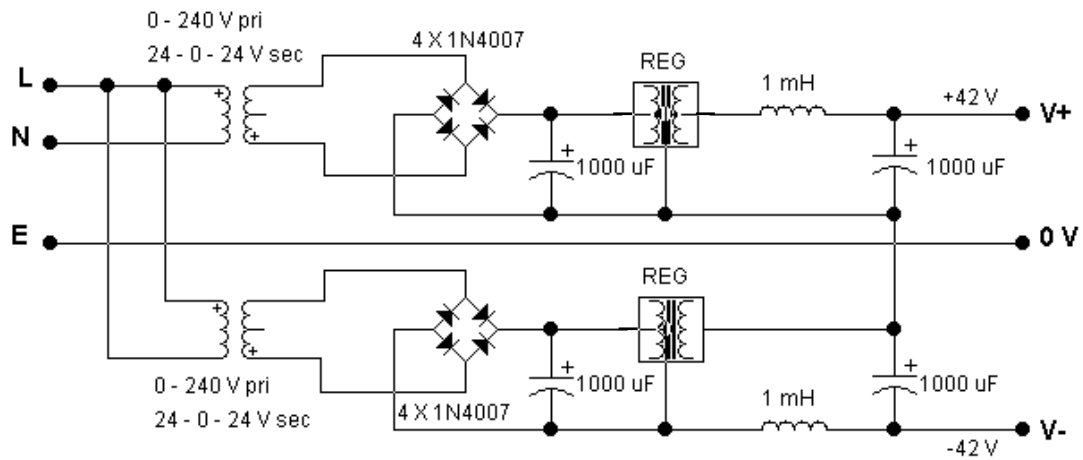 0 - 240 V pri
24 - 0 - 24 V sec
4 X 1N4007
REG
1 mH
+42 V
L
V+
N
+
+
+
1000 uF
+
1000 uF
E
0 V
REG
+
+
+
1000 uF
+
1000 uF
0 - 240 V pri
24 - 0 - 24 V sec
4 X 1N4007
1 mH
V-
-42 V